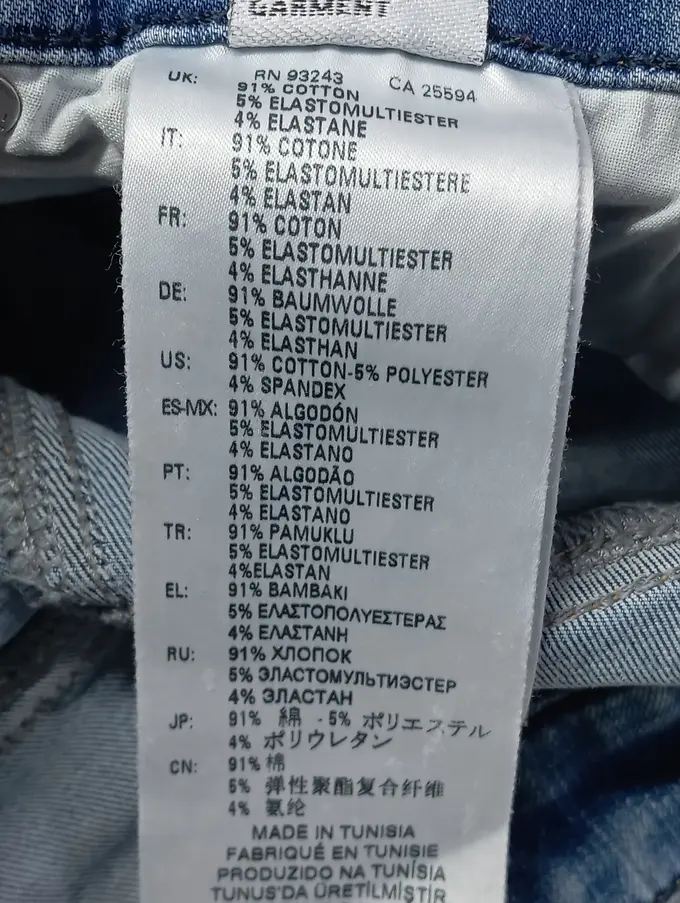 GARMENT
UK: RN 93243 CA 25594
91% COTTON
5% ELASTOMULTIESTER
4% ELASTANE
IT: 91% COTONE
5% ELASTOMULTIESTERE
4% ELASTAN
FR: 91% COTON
5% ELASTOMULTIESTER
4% ELASTHANNE
DE: 91% BAUMWOLLE
5% ELASTOMULTIESTER
4% ELASTHAN
US: 91% COTTON-5% POLYESTER
4% SPANDEX
ES-MX: 91% ALGODÓN
5% ELASTOMULTIESTER
4% ELASTANO
PT: 91% ALGODÃO
5% ELASTOMULTIESTER
4% ELASTANO
TR: 91% PAMUKLU
5% ELASTOMULTIESTER
4%ELASTAN
EL: 91% ΒΑΜΒΑΚΙ
5% ΕΛΑΣΤΟΠΟΛΥΕΣΤΕΡΑΣ
4% ΕΛΑΣΤΑΝΗ
RU: 91% ХЛОПОК
5% ЭЛАСТОМУЛЬТИЭСТЕР
4% ЭЛАСТАН
JP: 91% 綿 -5% ポリエステル
4% ポリウレタン
CN: 91% 棉
5% 弹性聚酯复合纤维
4% 氨纶
MADE IN TUNISIA
FABRIQUÉ EN TUNISIE
PRODUZIDO NA TUNÍSIA
TUNUS'DA ÜRETİLMİŞTİR